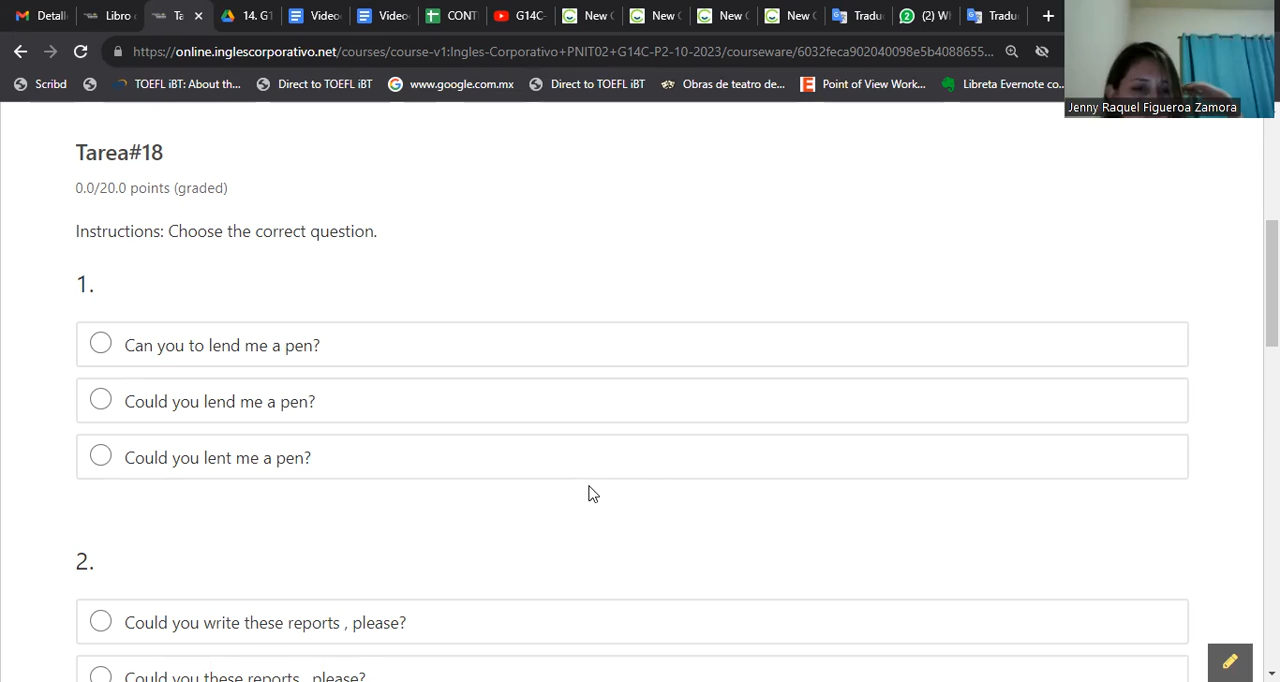 Detall
Libro
Ta
14. G1
Video
Video
CONT
G14C-
New
New
New
New
Tradu
(2) W
Tradu
https://online.inglescorporativo.net/courses/course-v1:Ingles-Corporativo+PNIT02+G14C-P2-10-2023/courseware/6032feca902040098e5b4088655...
Scribd
TOEFL iBT: About th...
Direct to TOEFL iBT
www.google.com.mx
Direct to TOEFL iBT
Obras de teatro de...
Point of View Work...
Libreta Evernote co...
Jenny Raquel Figueroa Zamora
Tarea#18
0.0/20.0 points (graded)
Instructions: Choose the correct question.
1.
Can you to lend me a pen?
Could you lend me a pen?
Could you lent me a pen?
2.
Could you write these reports , please?
Could you these reports , please?